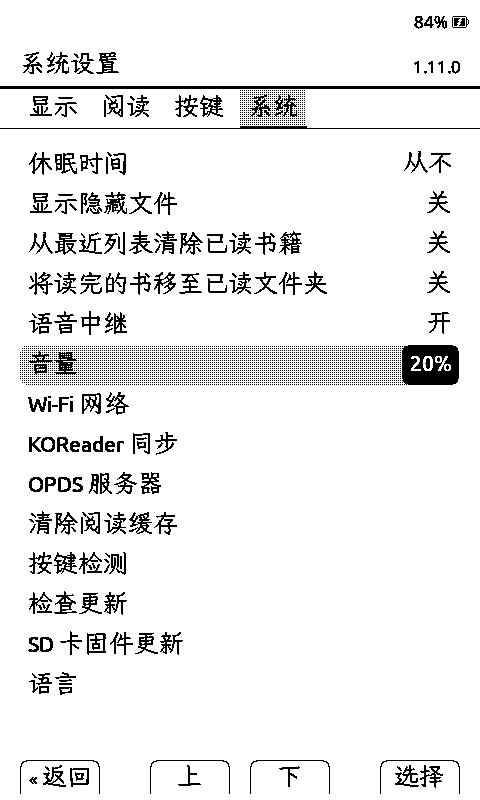 84%
系统设置 1.11.0
显示 阅读 按键 系统
休眠时间 从不
显示隐藏文件 关
从最近列表清除已读书籍 关
将读完的书移至已读文件夹 关
语音中继 开
音量 20%
Wi-Fi 网络
KOReader 同步
OPDS 服务器
清除阅读缓存
按键检测
检查更新
SD 卡固件更新
语言
« 返回 上 下 选择